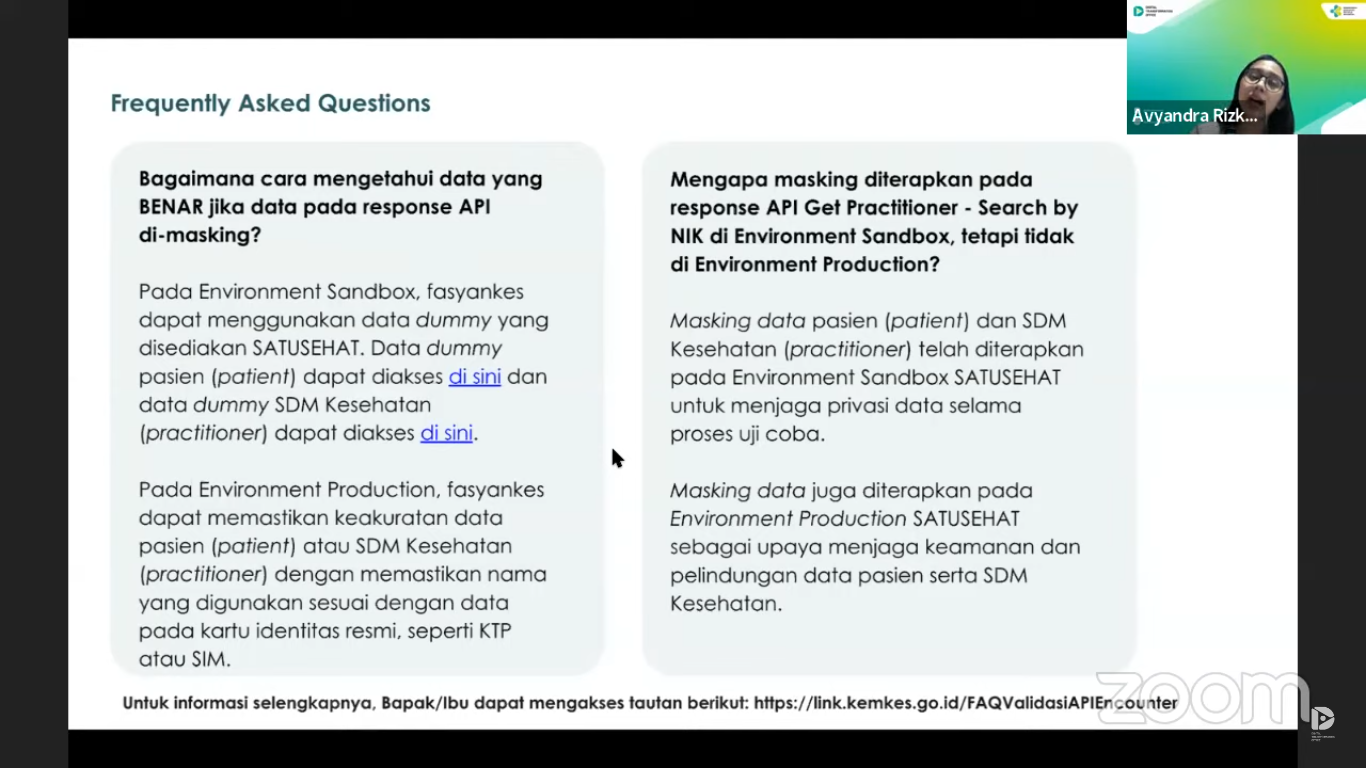 Frequently Asked Questions
Bagaimana cara mengetahui data yang
BENAR jika data pada response API
di-masking?
Pada Environment Sandbox, fasyankes
dapat menggunakan data dummy yang
disediakan SATUSEHAT. Data dummy
pasien (patient) dapat diakses di sini dan
data dummy SDM Kesehatan
(practitioner) dapat diakses di sini.
Pada Environment Production, fasyankes
dapat memastikan keakuratan data
pasien (patient) atau SDM Kesehatan
(practitioner) dengan memastikan nama
yang digunakan sesuai dengan data
pada kartu identitas resmi, seperti KTP
atau SIM.
Mengapa masking diterapkan pada
response API Get Practitioner - Search by
NIK di Environment Sandbox, tetapi tidak
di Environment Production?
Masking data pasien (patient) dan SDM
Kesehatan (practitioner) telah diterapkan
pada Environment Sandbox SATUSEHAT
untuk menjaga privasi data selama
proses uji coba.
Masking data juga diterapkan pada
Environment Production SATUSEHAT
sebagai upaya menjaga keamanan dan
pelindungan data pasien serta SDM
Kesehatan.
Untuk informasi selengkapnya, Bapak/Ibu dapat mengakses tautan berikut: https://link.kemkes.go.id/FAQValidasiAPIEncounter
Avyandra Rizk...
zoom